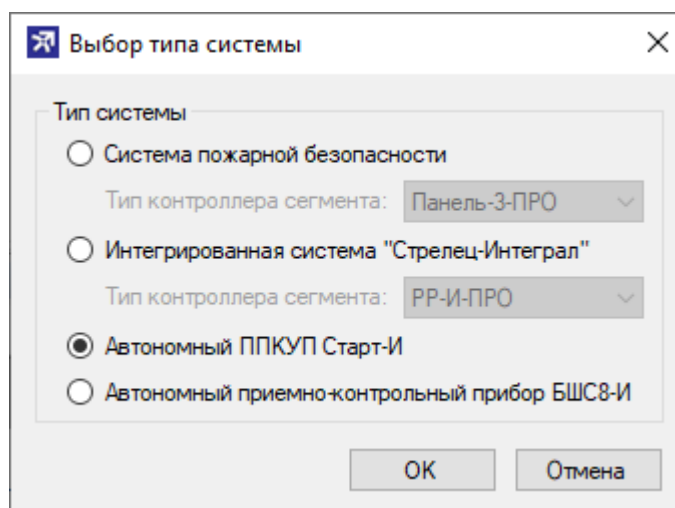 Выбор типа системы
Тип системы
Система пожарной безопасности
Тип контроллера сегмента: Панель-3-ПРО
Интегрированная система "Стрелец-Интеграл"
Тип контроллера сегмента: РР-И-ПРО
Автономный ППКУП Старт-И
Автономный приемно-контрольный прибор БШС8-И
OK Отмена